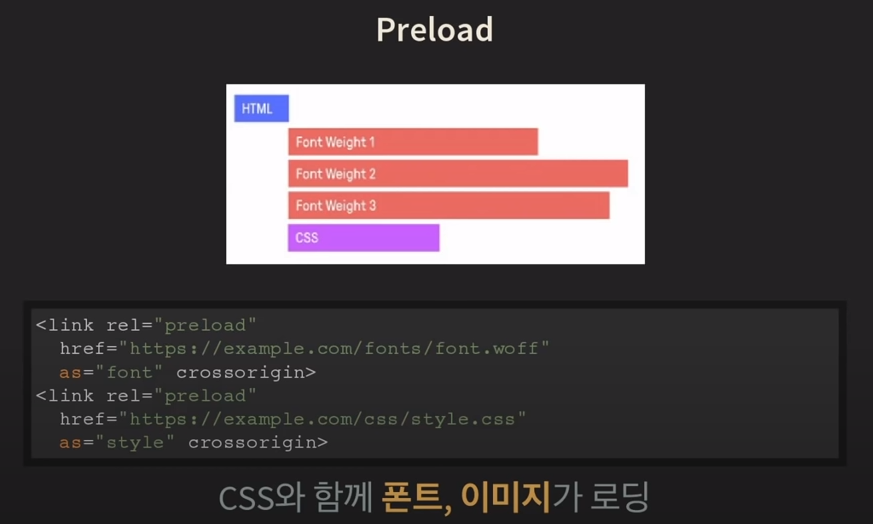 Preload
HTML
Font Weight 1
Font Weight 2
Font Weight 3
CSS
<link rel="preload"
href="https://example.com/fonts/font.woff"
as="font" crossorigin>
<link rel="preload"
href="https://example.com/css/style.css"
as="style" crossorigin>
CSS와 함께 폰트, 이미지가 로딩